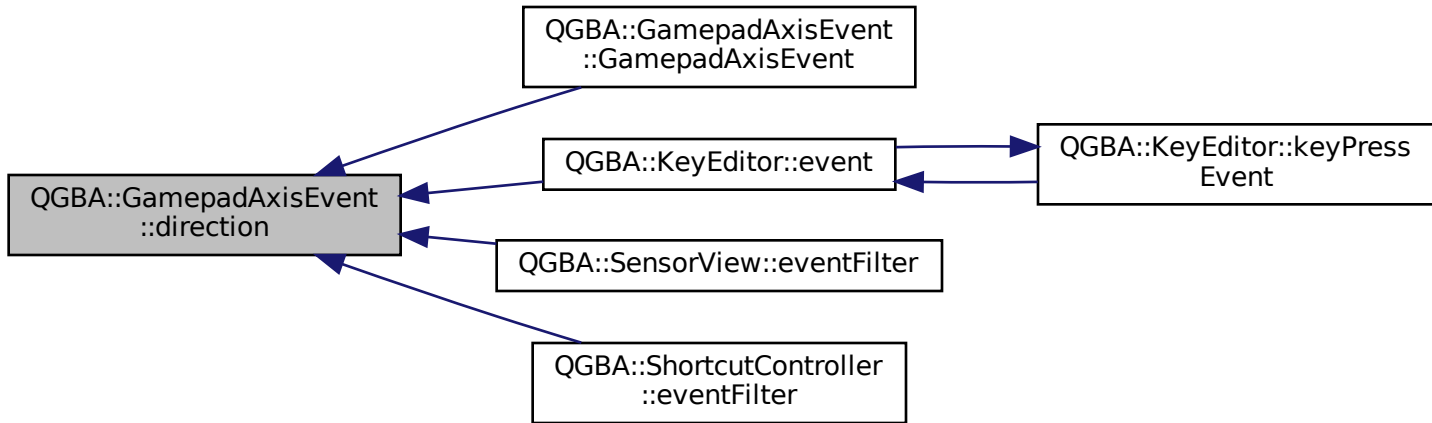 QGBA::GamepadAxisEvent
::GamepadAxisEvent
QGBA::KeyEditor::event
QGBA::KeyEditor::keyPress
Event
QGBA::GamepadAxisEvent
::direction
QGBA::SensorView::eventFilter
QGBA::ShortcutController
::eventFilter